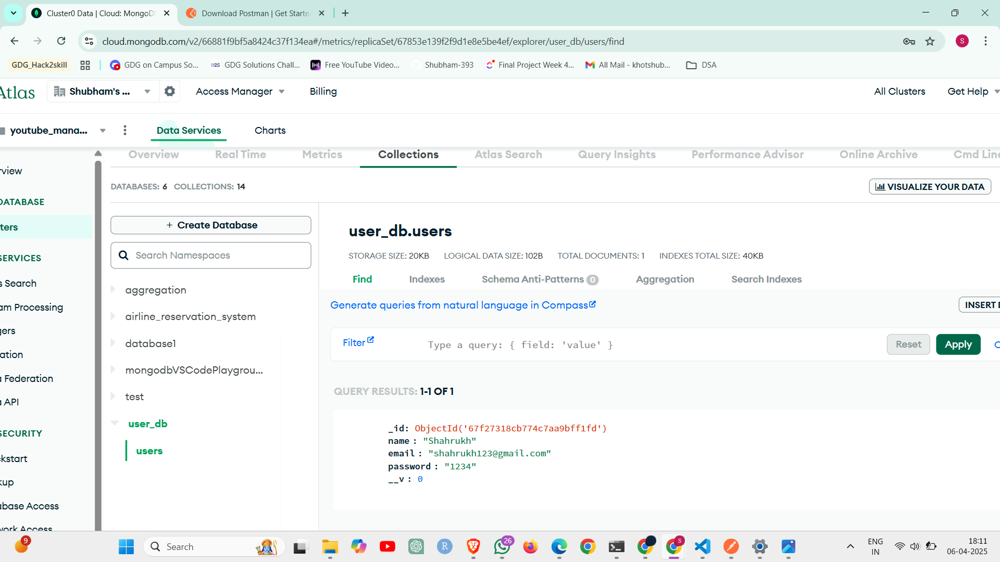 Cluster0 Data | Cloud: MongoD
Download Postman | Get Starte
cloud.mongodb.com/v2/66881f9bf5a8424c37f134ea#/metrics/replicaSet/67853e139f2f9d1e8e5be4ef/explorer/user_db/users/find
S
GDG_Hack2skill
GDG on Campus So...
H2S GDG Solutions Chall...
Free YouTube Video...
Shubham-393
Final Project Week 4...
All Mail - khotshub...
DSA
Atlas
Shubham's ...
Access Manager
Billing
All Clusters
Get Help
youtube_mana...
Data Services
Charts
Overview
Real Time
Metrics
Collections
Atlas Search
Query Insights
Performance Advisor
Online Archive
Cmd Line
rview
DATABASE
ters
SERVICES
s Search
am Processing
gers
ation
a Federation
a API
SECURITY
kstart
kup
abase Access
work Access
DATABASES: 6 COLLECTIONS: 14
VISUALIZE YOUR DATA
+ Create Database
Search Namespaces
aggregation
airline_reservation_system
database1
mongodbVSCodePlaygrou...
test
user_db
users
user_db.users
STORAGE SIZE: 20KB LOGICAL DATA SIZE: 102B TOTAL DOCUMENTS: 1 INDEXES TOTAL SIZE: 40KB
Find
Indexes
Schema Anti-Patterns 0
Aggregation
Search Indexes
Generate queries from natural language in Compass
INSERT D
Filter
Type a query: { field: 'value' }
Reset
Apply
QUERY RESULTS: 1-1 OF 1
_id: ObjectId('67f27318cb774c7aa9bff1fd')
name : "Shahrukh"
email : "shahrukh123@gmail.com"
password : "1234"
__v : 0
9
Search
R
26
S
ENG
IN
18:11
06-04-2025